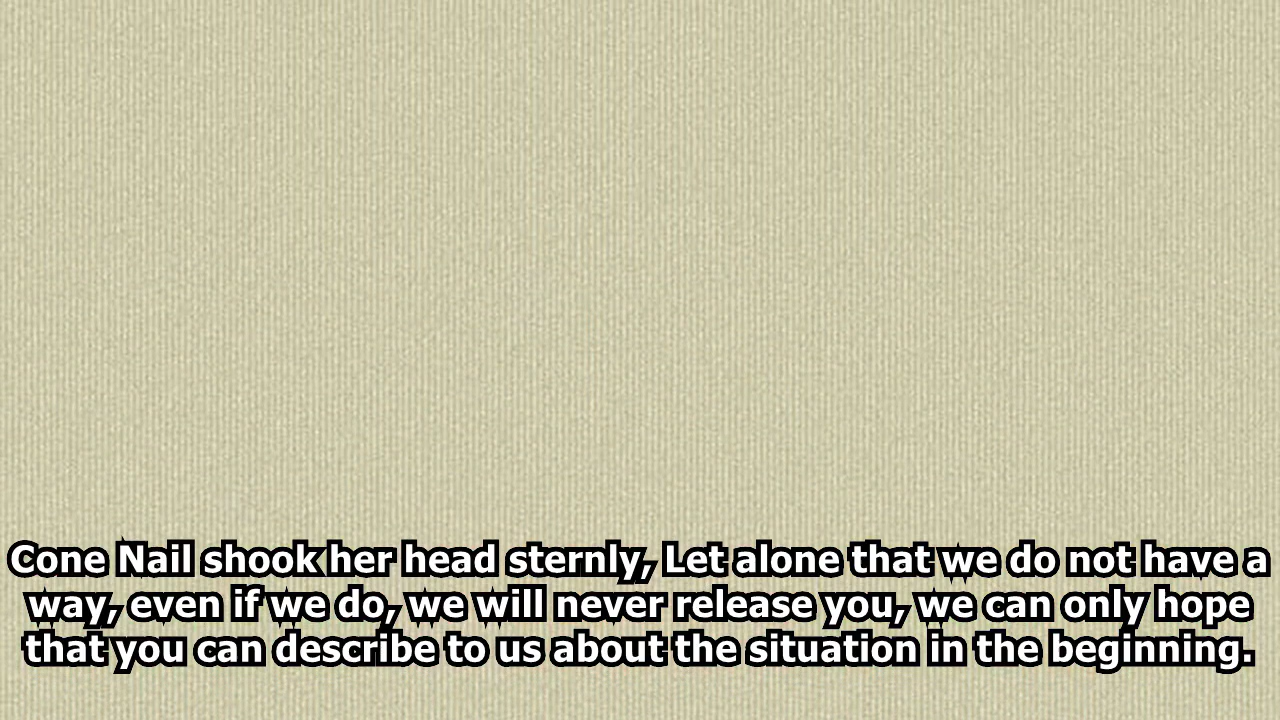 Cone Nail shook her head sternly, Let alone that we do not have a
way, even if we do, we will never release you, we can only hope
that you can describe to us about the situation in the beginning.